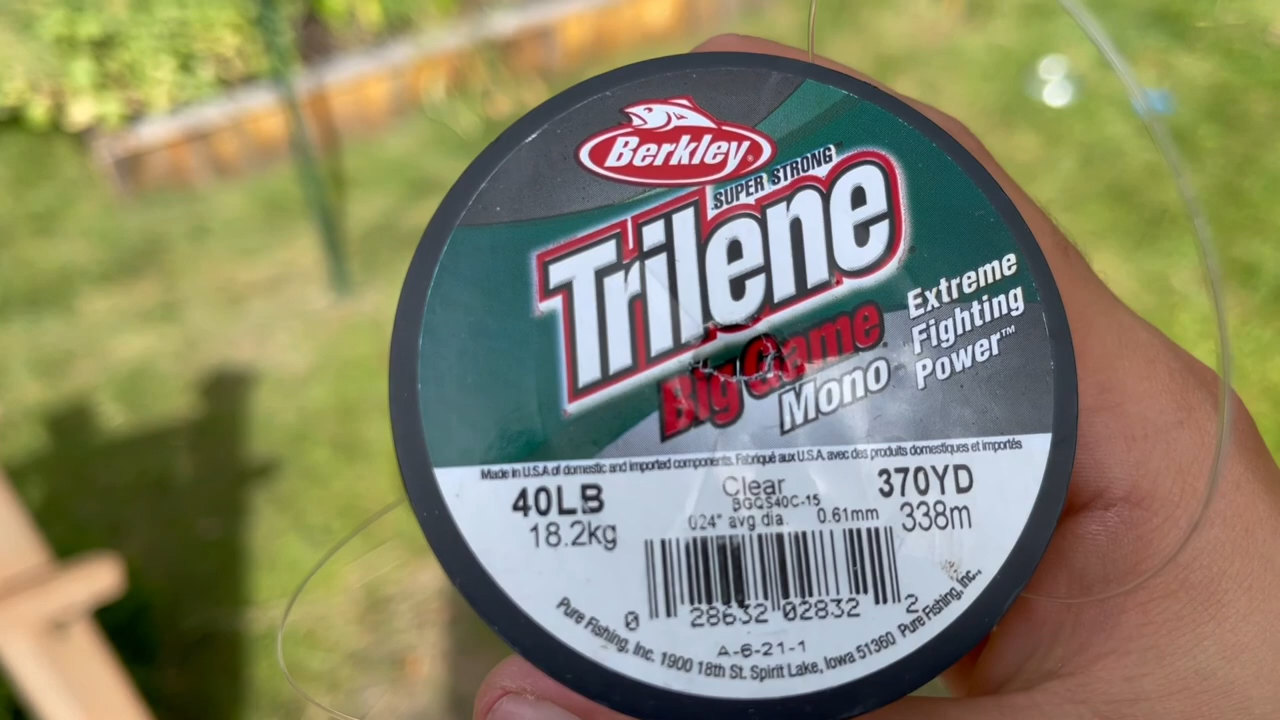 Berkley®
SUPER STRONG
Trilene
Big Game
Mono
Extreme
Fighting
Power™
Made in U.S.A of domestic and imported components. Fabriqué aux U.S.A. avec des produits domestiques et importés
40LB
18.2kg
Clear
BGQS40C-15
024" avg dia. 0.61mm
370YD
338m
0 28632 02832 2
A-6-21-1
Pure Fishing, Inc. 1900 18th St. Spirit Lake, Iowa 51360 Pure Fishing, Inc.,